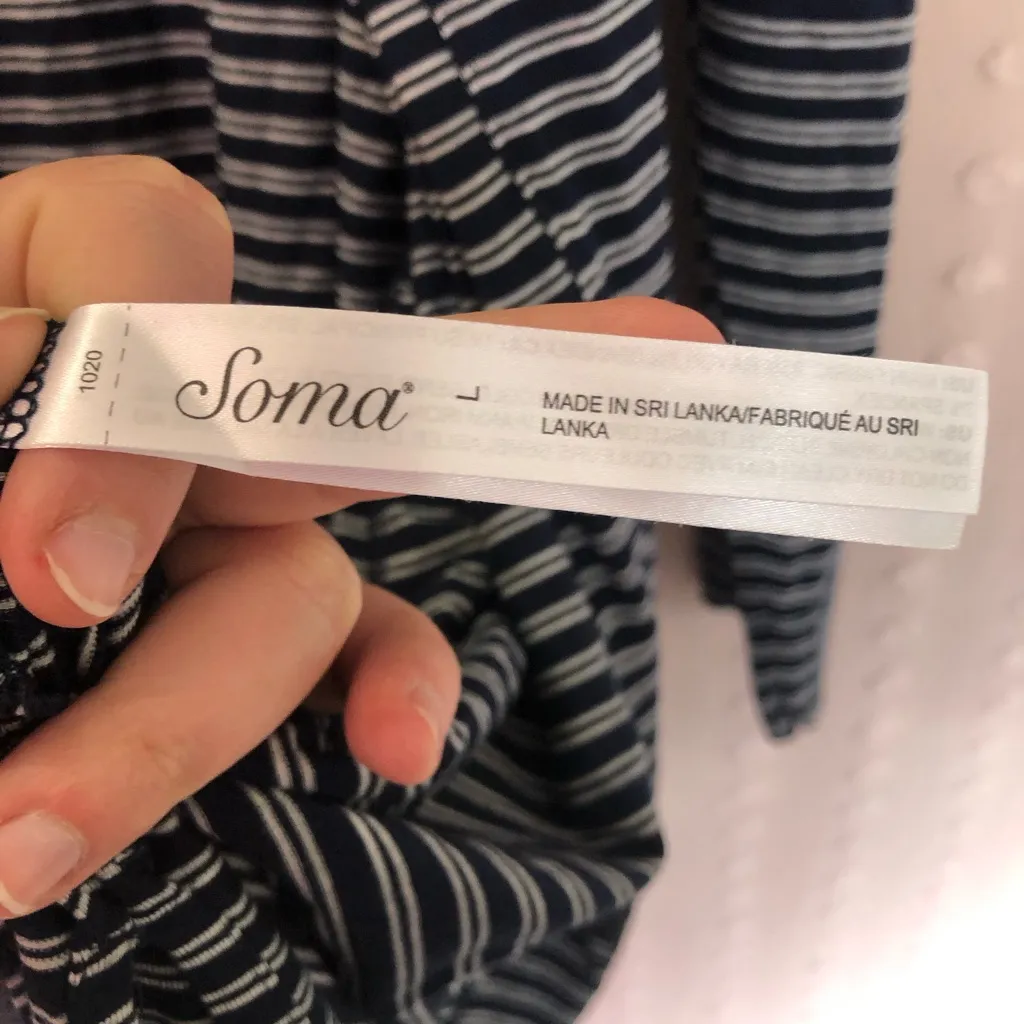 1020
Soma®
L
MADE IN SRI LANKA/FABRIQUÉ AU SRI
LANKA